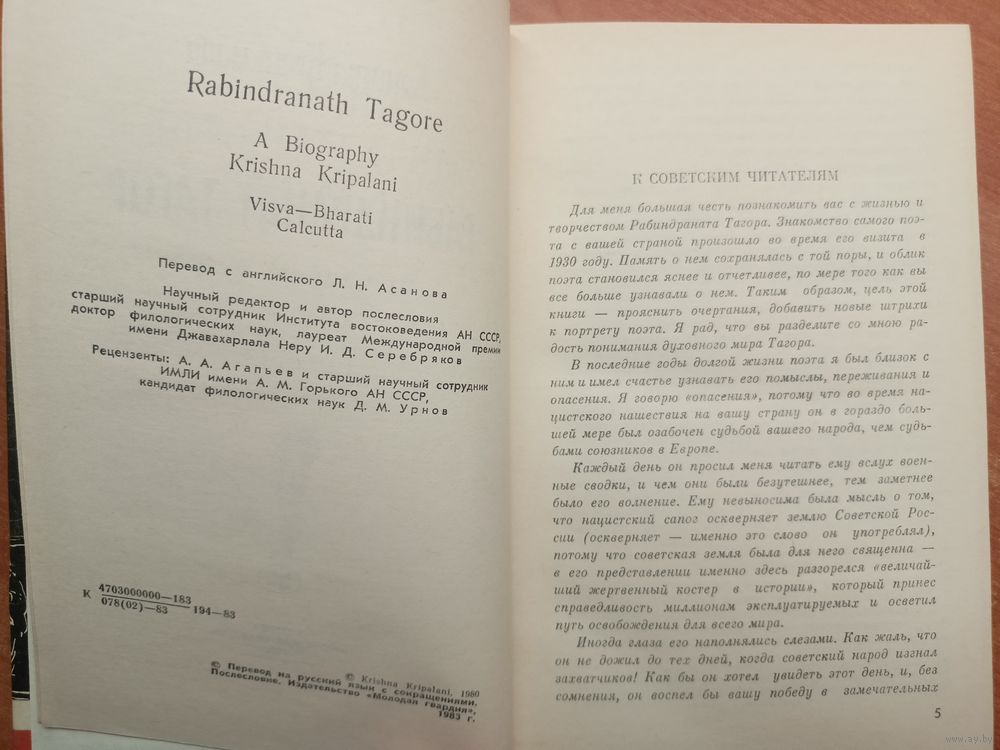 Rabindranath Tagore
A Biography
Krishna Kripalani
Visva—Bharati
Calcutta
Перевод с английского Л. Н. Асанова
Научный редактор и автор послесловия
старший научный сотрудник Института востоковедения АН СССР,
доктор филологических наук, лауреат Международной премии
имени Джавахарлала Неру И. Д. Серебряков
Рецензенты: А. А. Агапьев и старший научный сотрудник
ИМЛИ имени А. М. Горького АН СССР,
кандидат филологических наук Д. М. Урнов
К 4703000000—183
078(02)—83 194—83
© Krishna Kripalani, 1980
© Перевод на русский язык с сокращениями.
Послесловие. Издательство «Молодая гвардия»,
1983 г.
К СОВЕТСКИМ ЧИТАТЕЛЯМ
Для меня большая честь познакомить вас с жизнью и
творчеством Рабиндраната Тагора. Знакомство самого поэ-
та с вашей страной произошло во время его визита в
1930 году. Память о нем сохранялась с той поры, и облик
поэта становился яснее и отчетливее, по мере того как вы
все больше узнавали о нем. Таким образом, цель этой
книги — прояснить очертания, добавить новые штрихи
к портрету поэта. Я рад, что вы разделите со мною ра-
дость понимания духовного мира Тагора.
В последние годы долгой жизни поэта я был близок с
ним и имел счастье узнавать его помыслы, переживания и
опасения. Я говорю «опасения», потому что во время на-
цистского нашествия на вашу страну он в гораздо боль-
шей мере был озабочен судьбой вашего народа, чем судь-
бами союзников в Европе.
Каждый день он просил меня читать ему вслух воен-
ные сводки, и чем они были безутешнее, тем заметнее
было его волнение. Ему невыносима была мысль о том,
что нацистский сапог оскверняет землю Советской Рос-
сии (оскверняет — именно это слово он употреблял),
потому что советская земля была для него священна —
в его представлении именно здесь разгорелся «величай-
ший жертвенный костер в истории», который принес
справедливость миллионам эксплуатируемых и осветил
путь освобождения для всего мира.
Иногда глаза его наполнялись слезами. Как жаль, что
он не дожил до тех дней, когда советский народ изгнал
захватчиков! Как бы он хотел увидеть этот день, и, без
сомнения, он воспел бы вашу победу в замечательных
5
www.ay.by